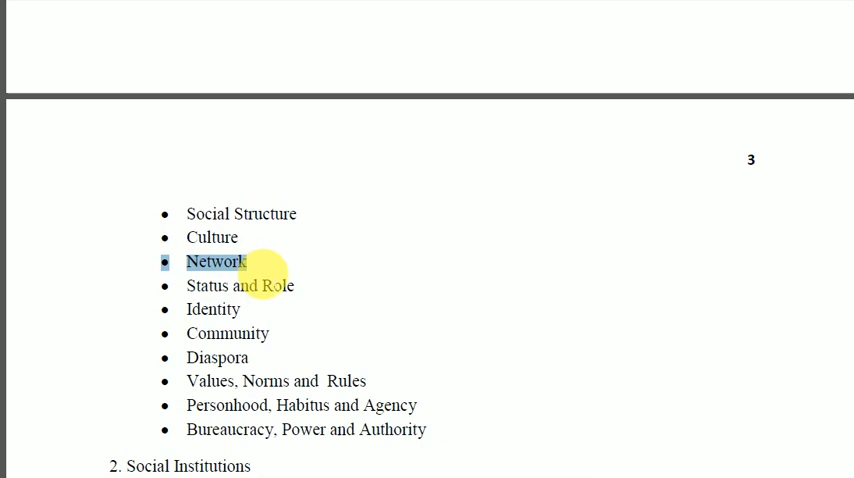 3
• Social Structure
• Culture
• Network
• Status and Role
• Identity
• Community
• Diaspora
• Values, Norms and  Rules
• Personhood, Habitus and Agency
• Bureaucracy, Power and Authority
2. Social Institutions